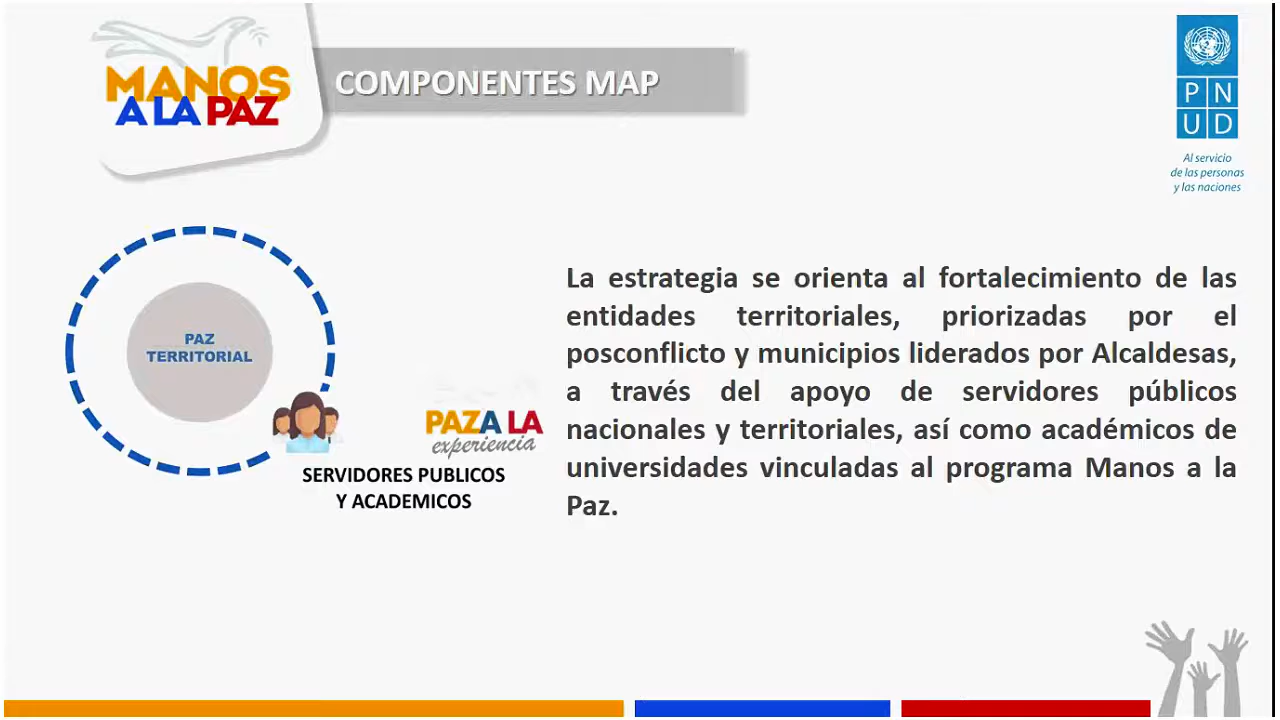 MANOS
A LA PAZ
COMPONENTES MAP
P N
U D
Al servicio
de las personas
y las naciones
PAZ
TERRITORIAL
PAZ A LA
experiencia
SERVIDORES PUBLICOS
Y ACADEMICOS
La estrategia se orienta al fortalecimiento de las
entidades territoriales, priorizadas por el
posconflicto y municipios liderados por Alcaldesas,
a través del apoyo de servidores públicos
nacionales y territoriales, así como académicos de
universidades vinculadas al programa Manos a la
Paz.